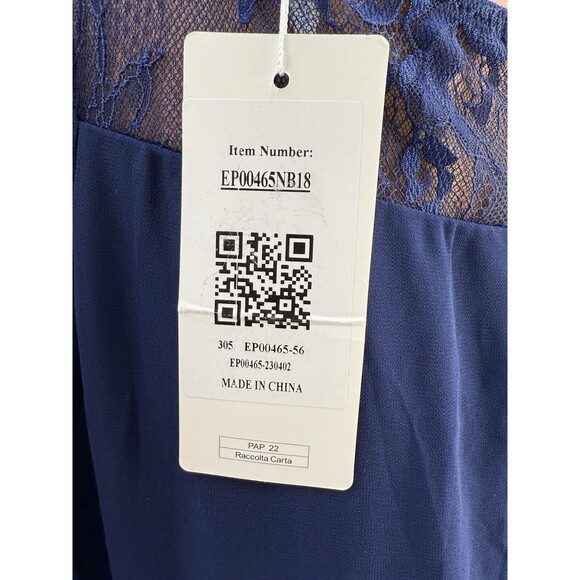 Item Number:
EP00465NB18
305 EP00465-56
EP00465-230402
MADE IN CHINA
PAP 22
Raccolta Carta